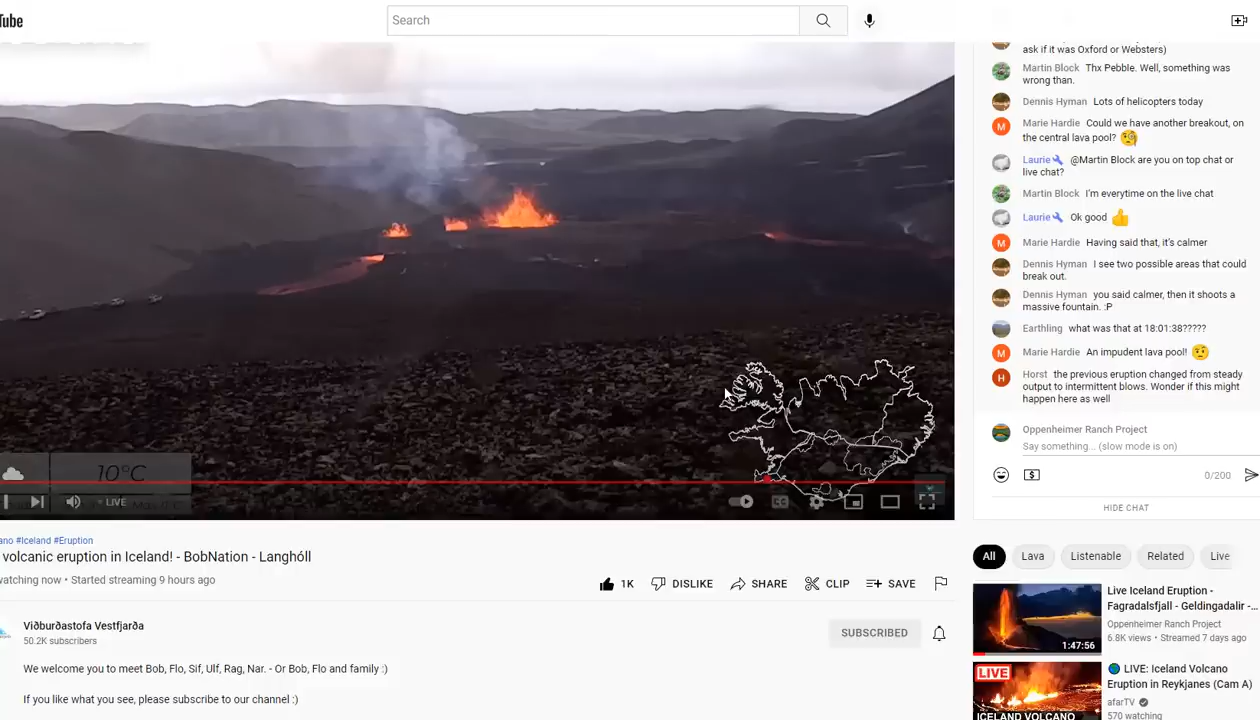 Tube
Search
ask if it was Oxford or Websters)
Martin Block Thx Pebble. Well, something was
wrong than.
Dennis Hyman Lots of helicopters today
M
Marie Hardie Could we have another breakout, on
the central lava pool? 🧐
Laurie🔧 @Martin Block are you on top chat or
live chat?
Martin Block I'm everytime on the live chat
Laurie🔧 Ok good 👍
M
Marie Hardie Having said that, it's calmer
Dennis Hyman I see two possible areas that could
break out.
Dennis Hyman you said calmer, then it shoots a
massive fountain. :P
Earthling what was that at 18:01:38?????
M
Marie Hardie An impudent lava pool! 🤨
H
Horst the previous eruption changed from steady
output to intermittent blows. Wonder if this might
happen here as well
Oppenheimer Ranch Project
Say something... (slow mode is on)
$
0/200
HIDE CHAT
10°C
LIVE
CC
ano #Iceland #Eruption
volcanic eruption in Iceland! - BobNation - Langhóll
watching now • Started streaming 9 hours ago
1K
DISLIKE
SHARE
CLIP
SAVE
Viðburðastofa Vestfjarða
50.2K subscribers
SUBSCRIBED
We welcome you to meet Bob, Flo, Sif, Ulf, Rag, Nar. - Or Bob, Flo and family :)
If you like what you see, please subscribe to our channel :)
All
Lava
Listenable
Related
Live
Live Iceland Eruption -
Fagradalsfjall - Geldingadalir -...
Oppenheimer Ranch Project
6.8K views • Streamed 7 days ago
1:47:56
🌎 LIVE: Iceland Volcano
Eruption in Reykjanes (Cam A)
afarTV
570 watching
LIVE
ICELAND VOLCANO